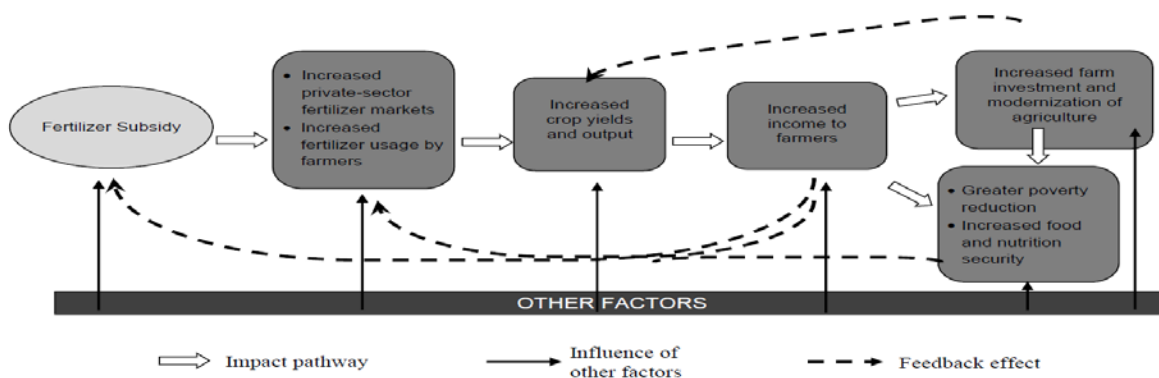 Fertilizer Subsidy
• Increased
private-sector
fertilizer markets
• Increased
fertilizer usage by
farmers
Increased
crop yields
and output
Increased
income to
farmers
Increased farm
investment and
modernization of
agriculture
• Greater poverty
reduction
• Increased food
and nutrition
security
OTHER FACTORS
Impact pathway
Influence of
other factors
Feedback effect